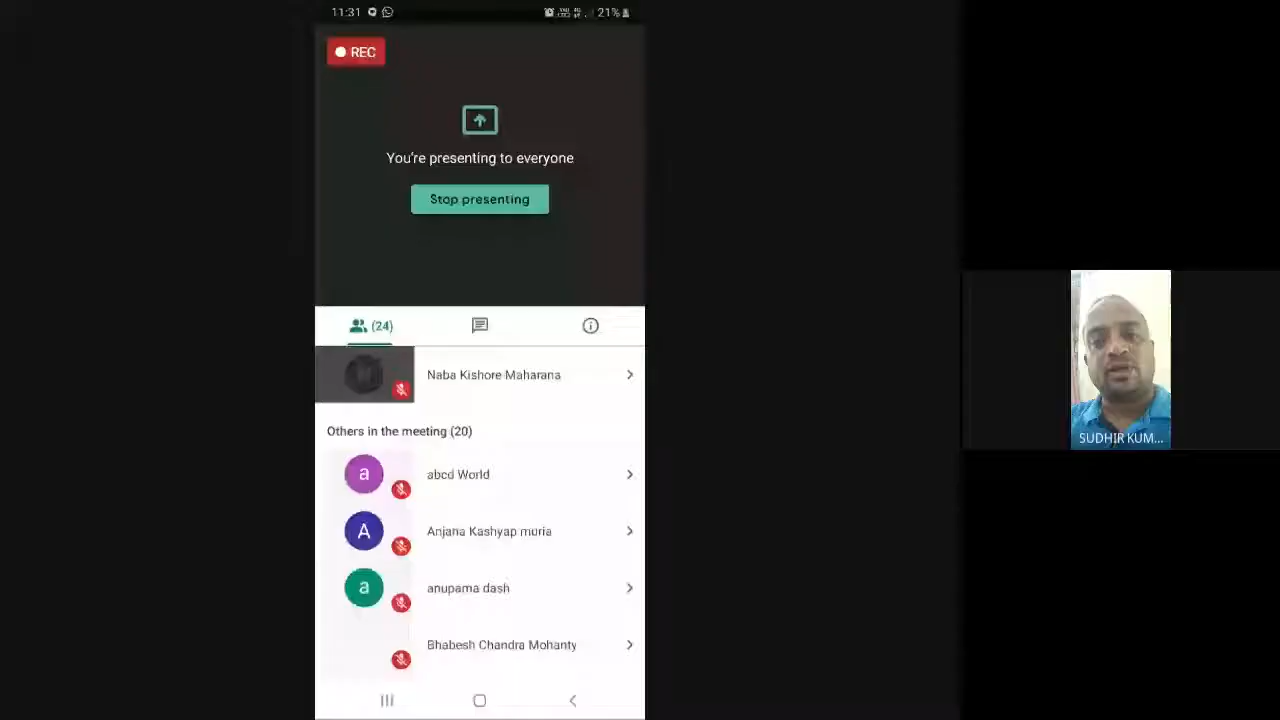 11:31
21%
REC
You're presenting to everyone
Stop presenting
(24)
Naba Kishore Maharana
Others in the meeting (20)
a
abcd World
A
Anjana Kashyap muria
a
anupama dash
Bhabesh Chandra Mohanty
SUDHIR KUM...